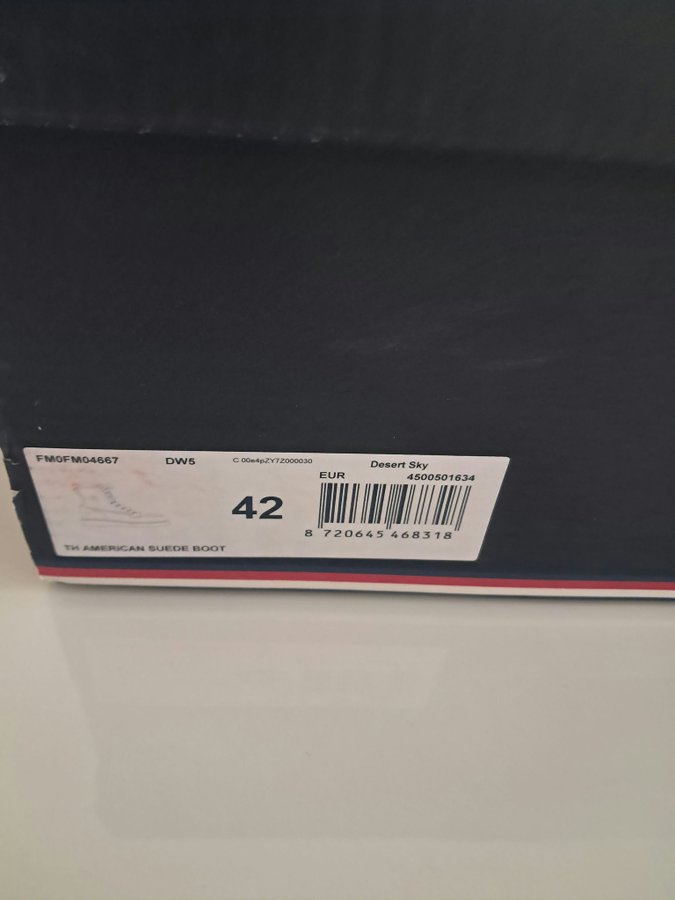 FM0FM04667 DW5 C 00e4pZY7Z000030 Desert Sky
EUR 4500501634
42
8 720645 468318
TH AMERICAN SUEDE BOOT